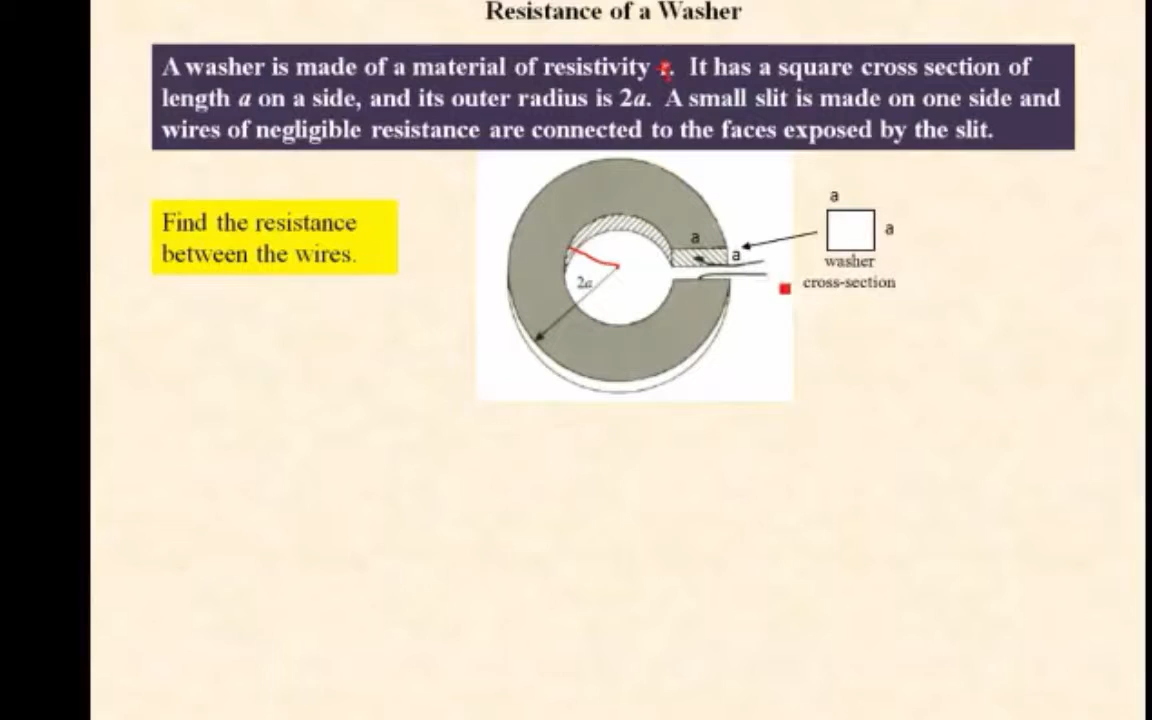 Resistance of a Washer
A washer is made of a material of resistivity . It has a square cross section of
length a on a side, and its outer radius is 2a. A small slit is made on one side and
wires of negligible resistance are connected to the faces exposed by the slit.
Find the resistance
between the wires.
a
a
2a
a
a
washer
cross-section